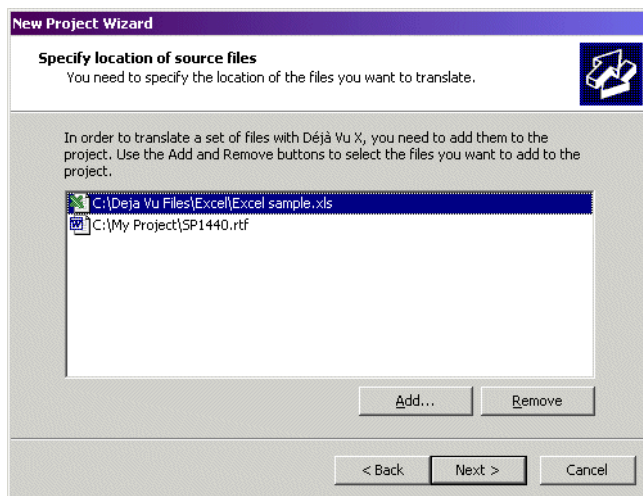 New Project Wizard
Specify location of source files
You need to specify the location of the files you want to translate.
In order to translate a set of files with Déjà Vu X, you need to add them to the
project. Use the Add and Remove buttons to select the files you want to add to the
project.
C:\Deja Vu Files\Excel\Excel sample.xls
C:\My Project\SP1440.rtf
Add... Remove
< Back Next > Cancel